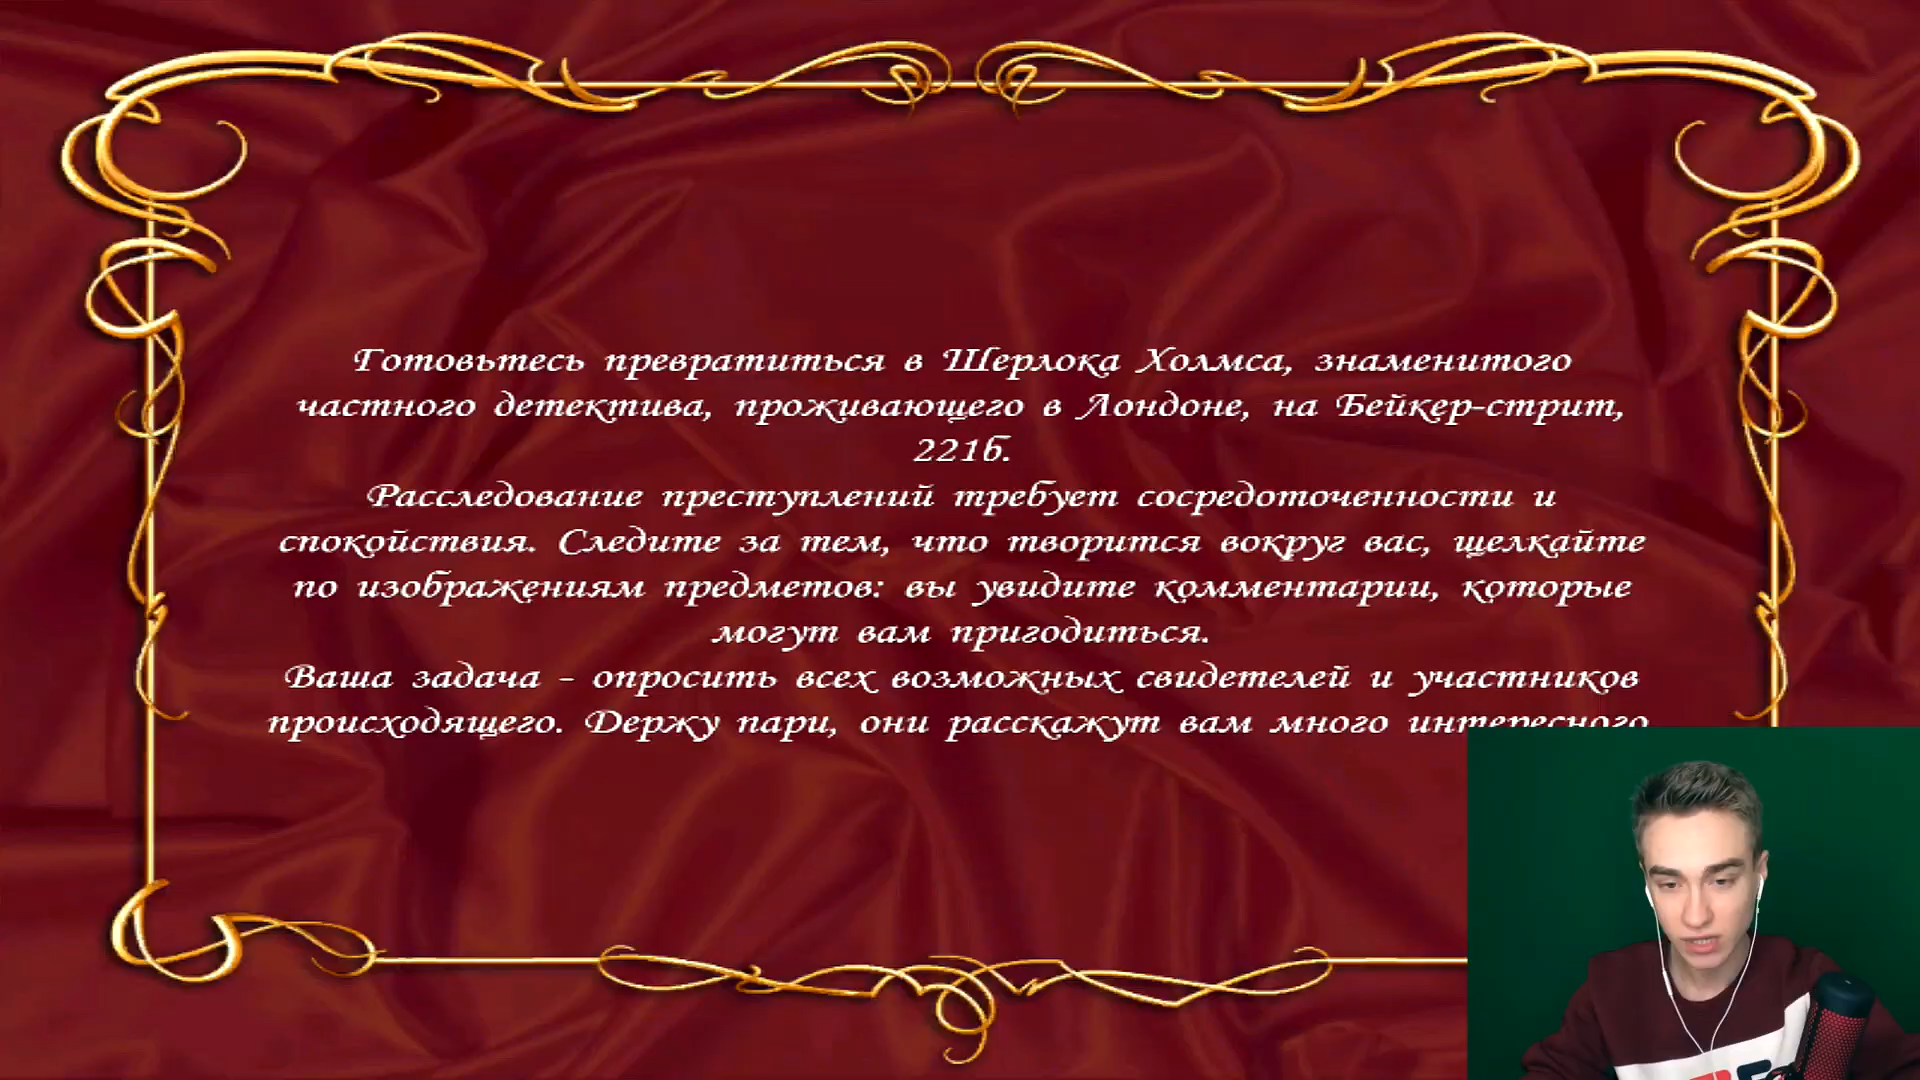 Готовьтесь превратиться в Шерлока Холмса, знаменитого
частного детектива, проживающего в Лондоне, на Бейкер-стрит,
221б.
Расследование преступлений требует сосредоточенности и
спокойствия. Следите за тем, что творится вокруг вас, щелкайте
по изображениям предметов: вы увидите комментарии, которые
могут вам пригодиться.
Ваша задача - опросить всех возможных свидетелей и участников
происходящего. Держу пари, они расскажут вам много интересного